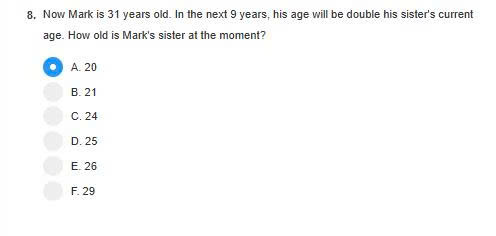 8. Now Mark is 31 years old. In the next 9 years, his age will be double his sister's current
age. How old is Mark's sister at the moment?
A. 20
B. 21
C. 24
D. 25
E. 26
F. 29